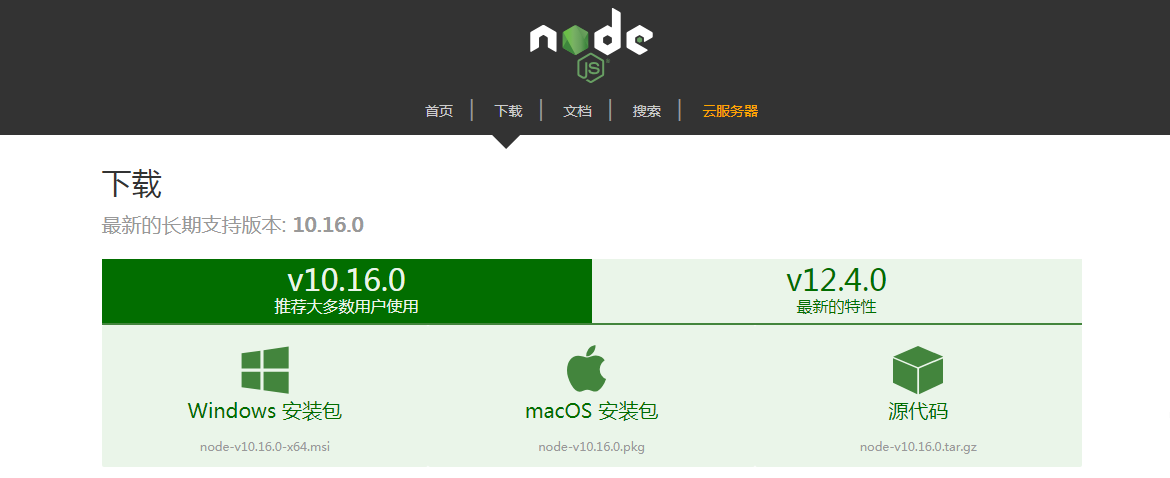 node
JS
首页 | 下载 | 文档 | 搜索 | 云服务器
下载
最新的长期支持版本: 10.16.0
v10.16.0
推荐大多数用户使用
v12.4.0
最新的特性
Windows 安装包
node-v10.16.0-x64.msi
macOS 安装包
node-v10.16.0.pkg
源代码
node-v10.16.0.tar.gz